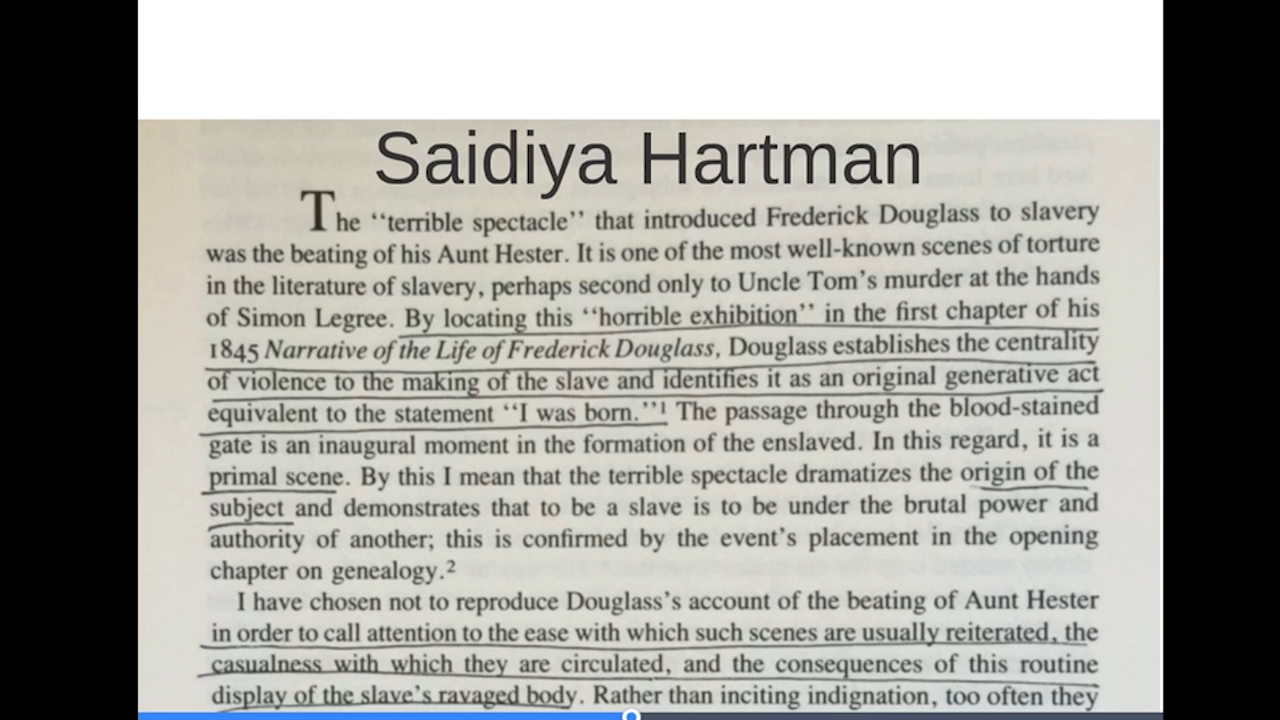 Saidiya Hartman
The “terrible spectacle” that introduced Frederick Douglass to slavery
was the beating of his Aunt Hester. It is one of the most well-known scenes of torture
in the literature of slavery, perhaps second only to Uncle Tom’s murder at the hands
of Simon Legree. By locating this “horrible exhibition” in the first chapter of his
1845 Narrative of the Life of Frederick Douglass, Douglass establishes the centrality
of violence to the making of the slave and identifies it as an original generative act
equivalent to the statement “I was born.”¹ The passage through the blood-stained
gate is an inaugural moment in the formation of the enslaved. In this regard, it is a
primal scene. By this I mean that the terrible spectacle dramatizes the origin of the
subject and demonstrates that to be a slave is to be under the brutal power and
authority of another; this is confirmed by the event’s placement in the opening
chapter on genealogy.²
I have chosen not to reproduce Douglass’s account of the beating of Aunt Hester
in order to call attention to the ease with which such scenes are usually reiterated, the
casualness with which they are circulated, and the consequences of this routine
display of the slave’s ravaged body. Rather than inciting indignation, too often they